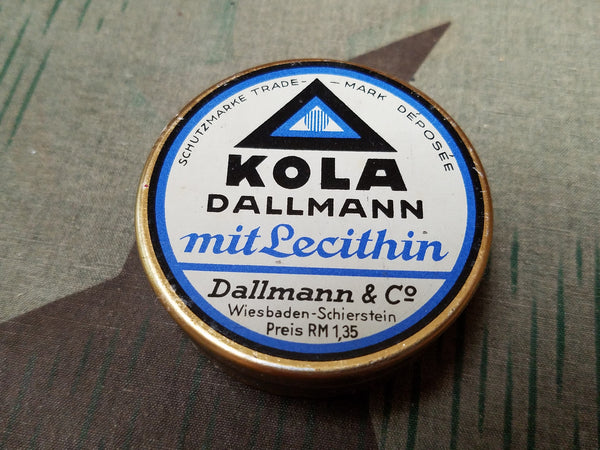 SCHUTZMARKE TRADE-MARK DÉPOSÉE
KOLA
DALLMANN
mit Lecithin
Dallmann & Co
Wiesbaden-Schierstein
Preis RM 1,35